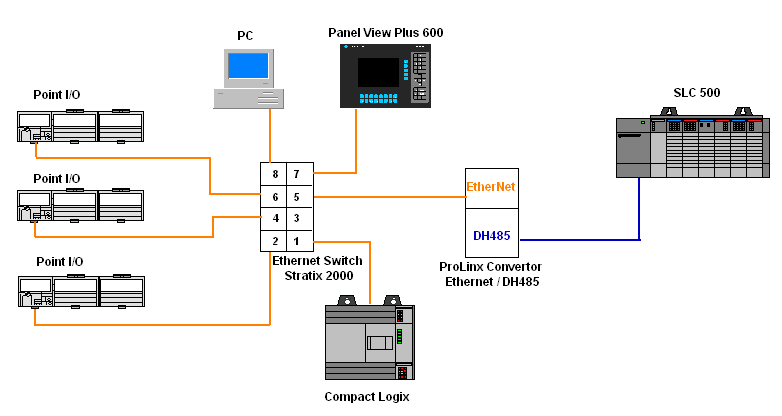 PC
Panel View Plus 600
SLC 500
Point I/O
Point I/O
Point I/O
8 7
6 5
4 3
2 1
Ethernet Switch
Stratix 2000
EtherNet
DH485
ProLinx Convertor
Ethernet / DH485
Compact Logix